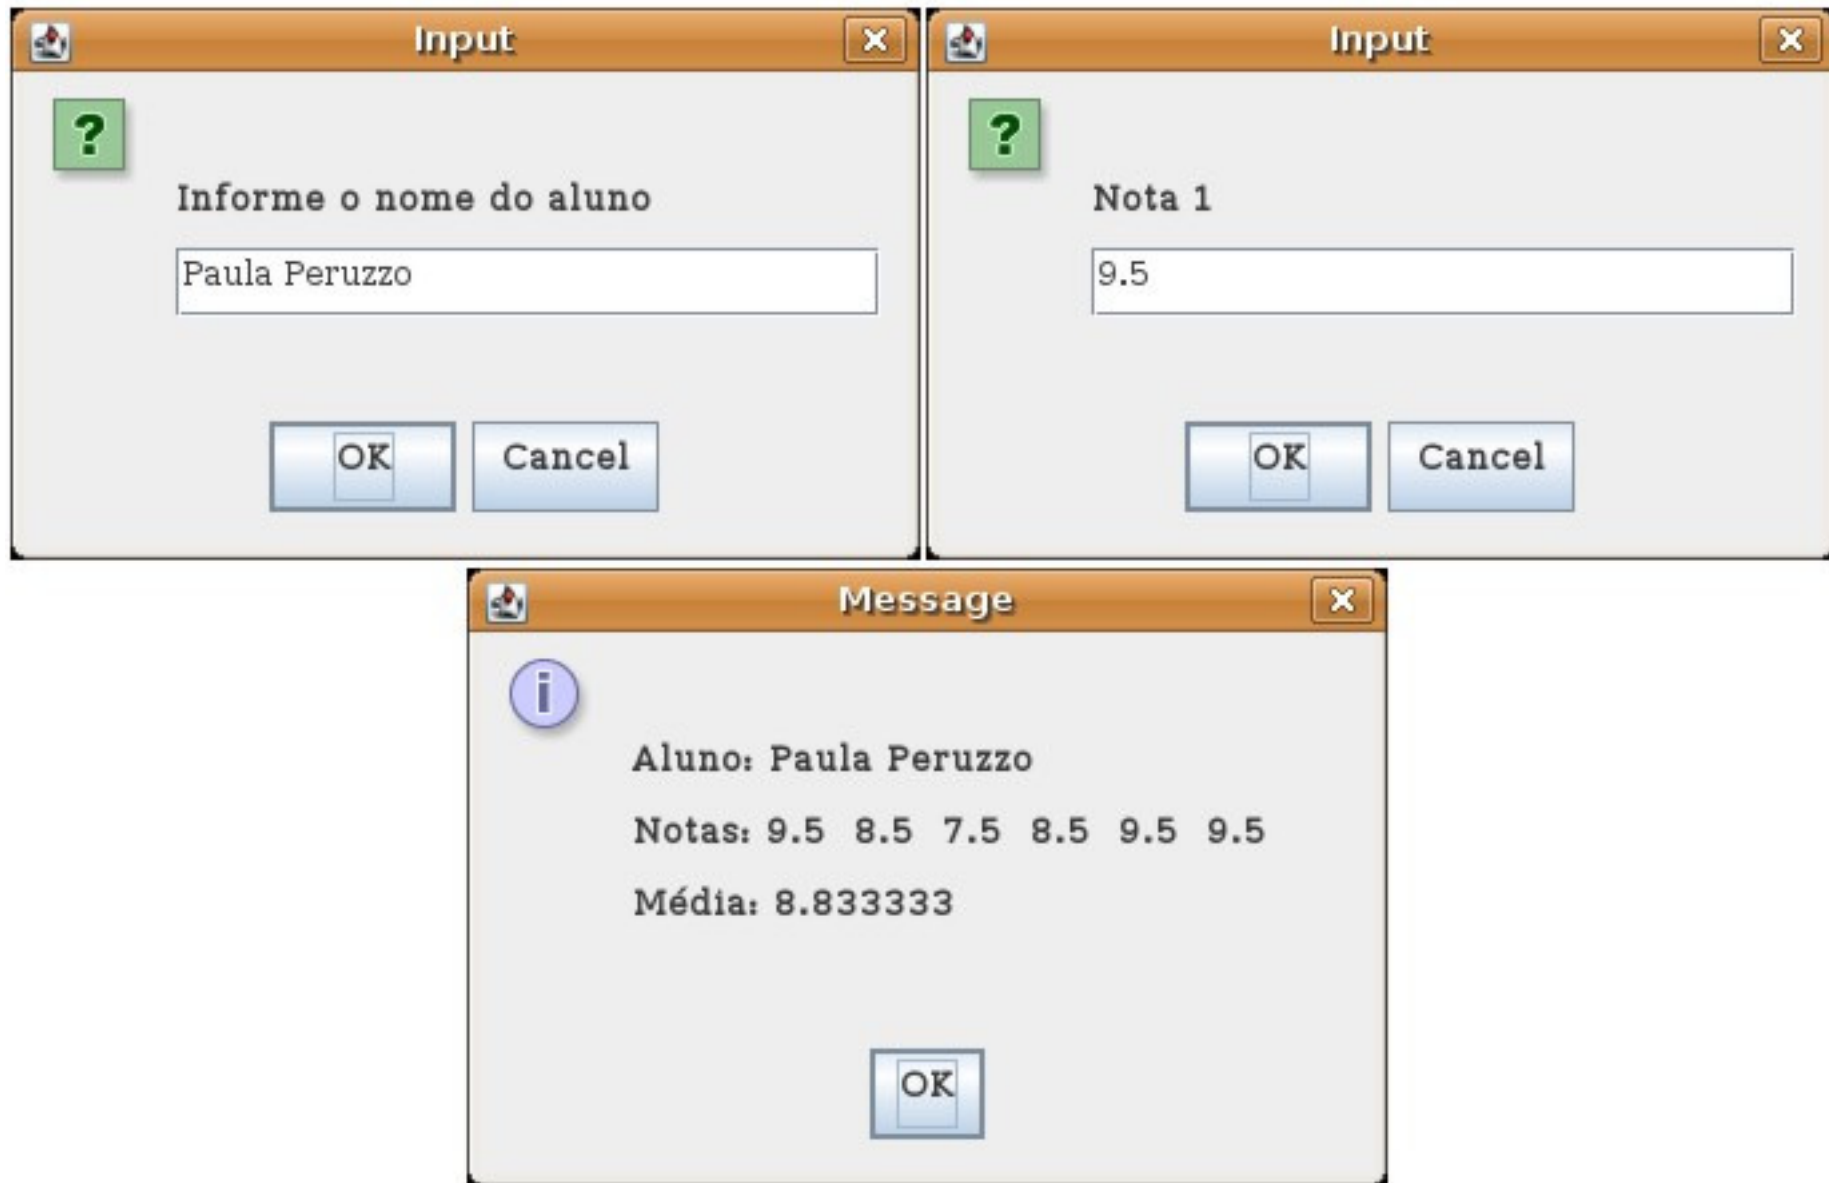 Input
Informe o nome do aluno
Paula Peruzzo
OK Cancel
Input
Nota 1
9.5
OK Cancel
Message
Aluno: Paula Peruzzo
Notas: 9.5 8.5 7.5 8.5 9.5 9.5
Média: 8.833333
OK